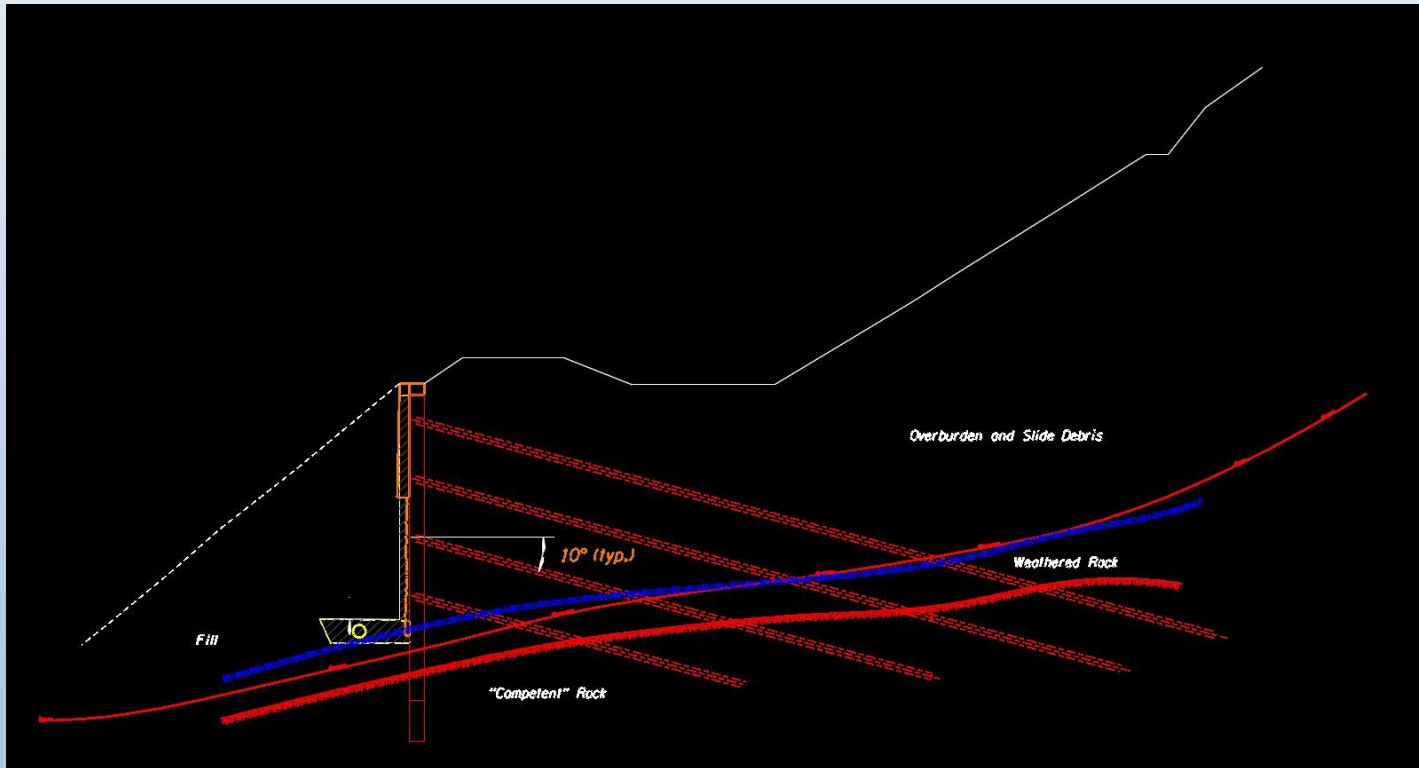 Overburden and Slide Debris
10° (typ.)
Weathered Rock
Fill
"Competent" Rock